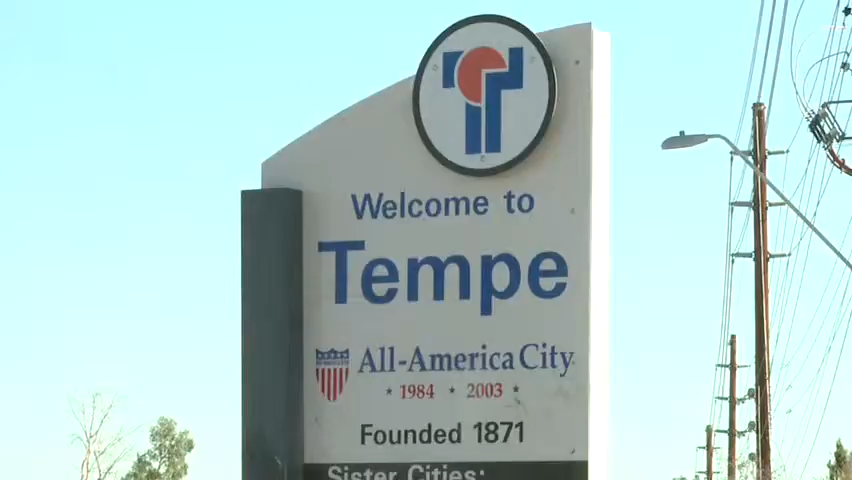 Welcome to
Tempe
All-America City
* 1984 * 2003 *
Founded 1871
Sister Cities: